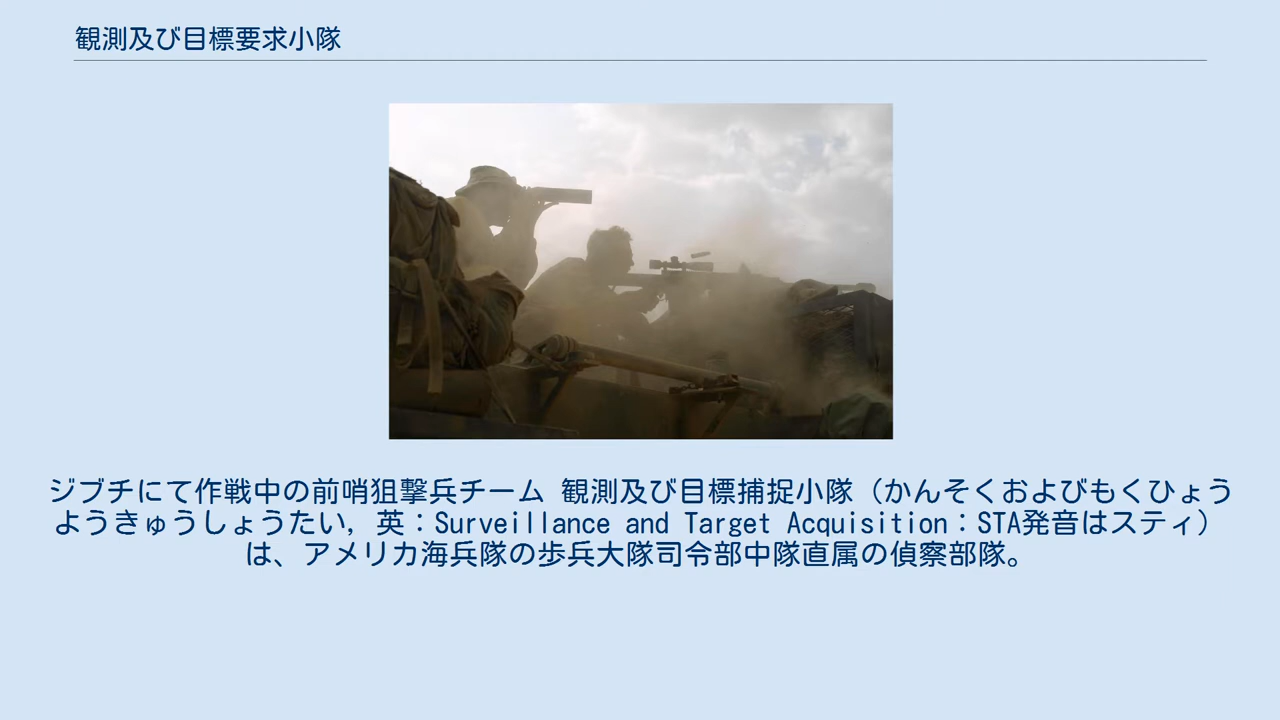 観測及び目標要求小隊
ジブチにて作戦中の前哨狙撃兵チーム 観測及び目標捕捉小隊（かんそくおよびもくひょう
ようきゅうしょうたい, 英：Surveillance and Target Acquisition：STA発音はスティ）
は、アメリカ海兵隊の歩兵大隊司令部中隊直属の偵察部隊。